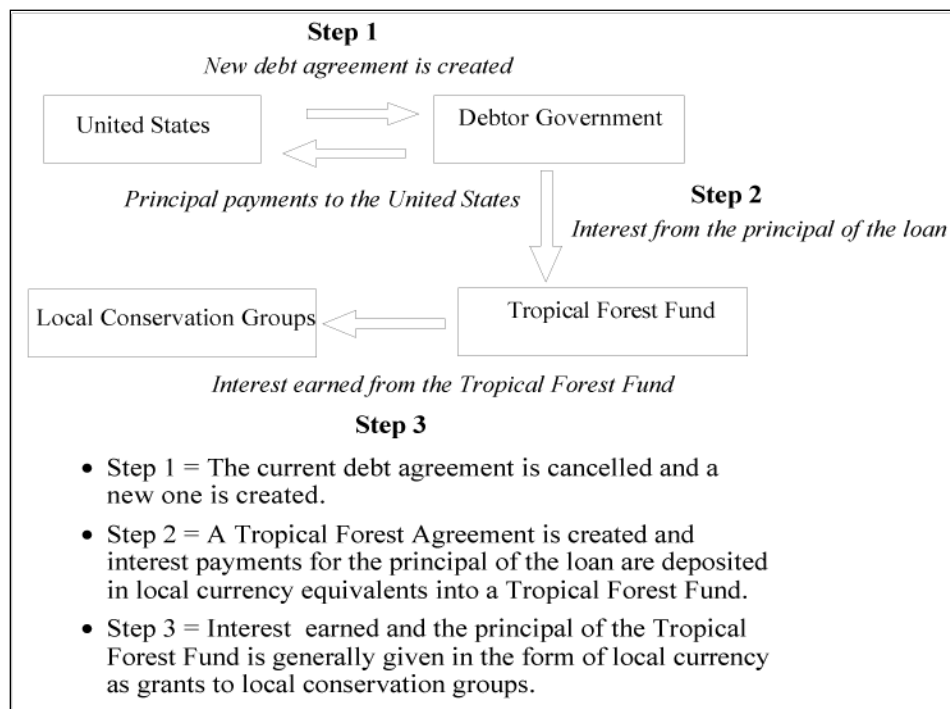 Step 1
New debt agreement is created
United States
Debtor Government
Principal payments to the United States
Step 2
Interest from the principal of the loan
Local Conservation Groups
Tropical Forest Fund
Interest earned from the Tropical Forest Fund
Step 3
• Step 1 = The current debt agreement is cancelled and a
new one is created.
• Step 2 = A Tropical Forest Agreement is created and
interest payments for the principal of the loan are deposited
in local currency equivalents into a Tropical Forest Fund.
• Step 3 = Interest earned and the principal of the Tropical
Forest Fund is generally given in the form of local currency
as grants to local conservation groups.